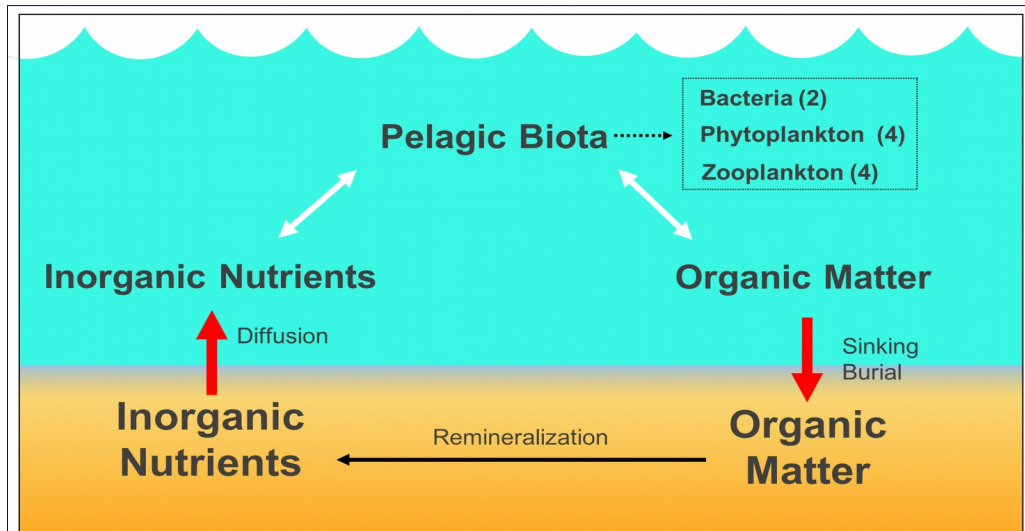 Bacteria (2)
Pelagic Biota
Phytoplankton (4)
Zooplankton (4)
Inorganic Nutrients
Organic Matter
Diffusion
Sinking
Burial
Inorganic
Nutrients
Remineralization
Organic
Matter